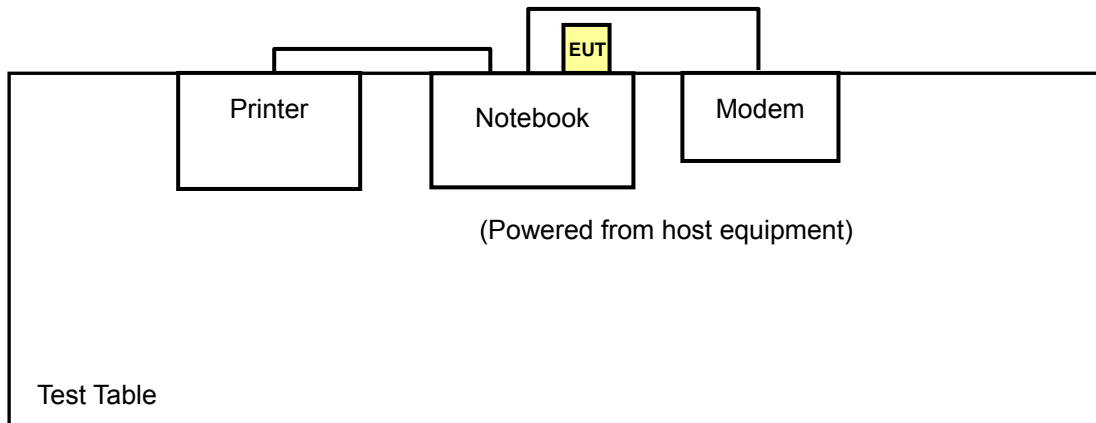 EUT
Printer
Notebook
Modem
(Powered from host equipment)
Test Table